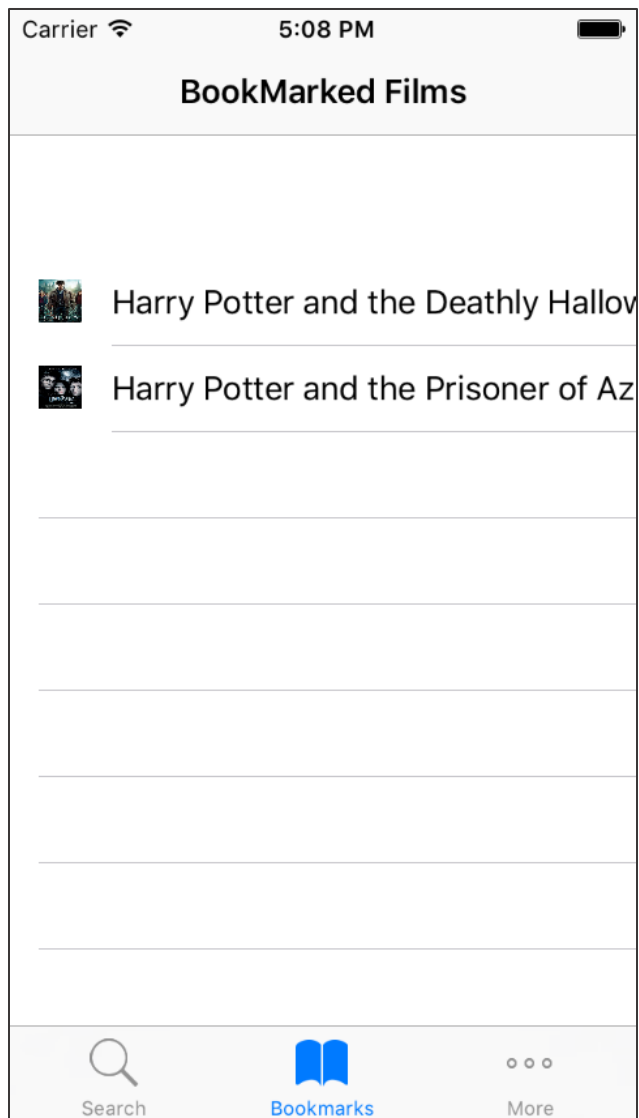 Carrier 5:08 PM
BookMarked Films
Harry Potter and the Deathly Hallow
Harry Potter and the Prisoner of Az
Search Bookmarks More